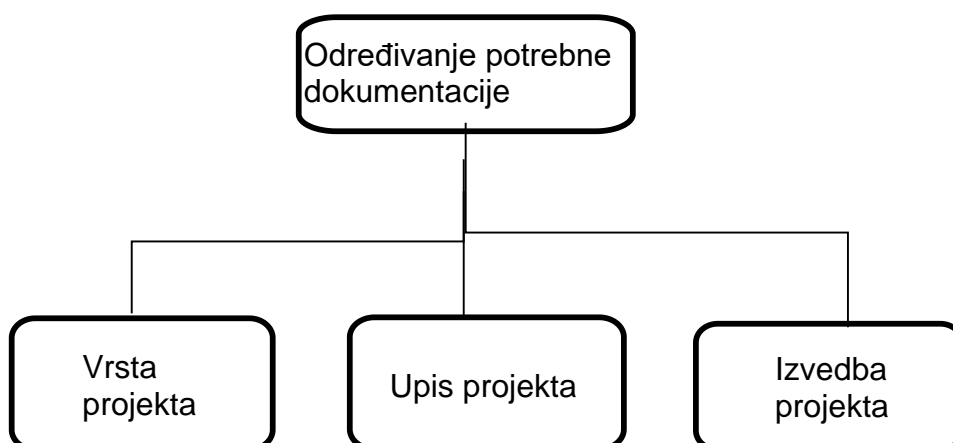 Određivanje potrebne
dokumentacije
Vrsta
projekta
Upis projekta
Izvedba
projekta